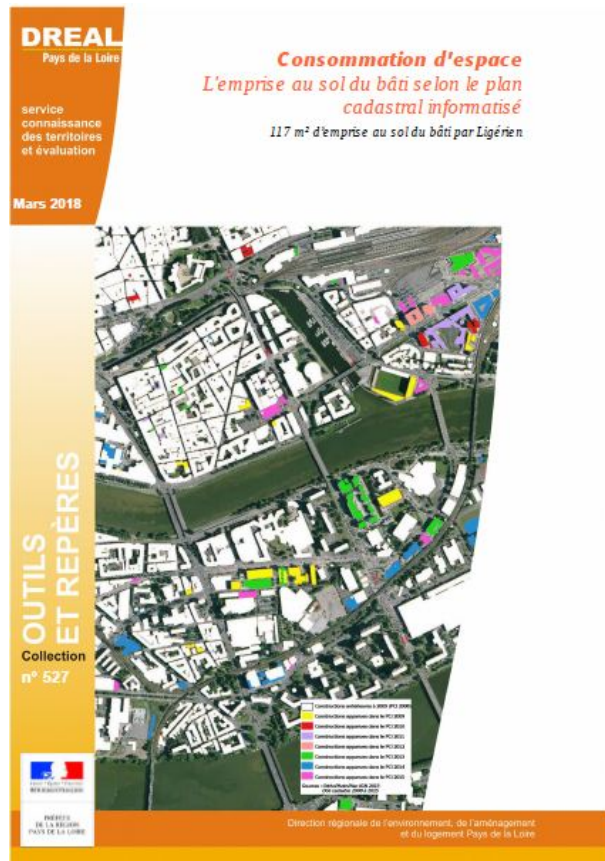 DREAL
Pays de la Loire
service
connaissance
des territoires
et évaluation
Mars 2018
Consommation d'espace
L'emprise au sol du bâti selon le plan
cadastral informatisé
117 m² d'emprise au sol du bâti par Ligérien
OUTILS
ET REPÈRES
Collection
n° 527
Constructions antérieures à 2009 (PCI 2008)
Constructions apparues dans le PCI 2009
Constructions apparues dans le PCI 2010
Constructions apparues dans le PCI 2011
Constructions apparues dans le PCI 2012
Constructions apparues dans le PCI 2013
Constructions apparues dans le PCI 2014
Constructions apparues dans le PCI 2015
PRÉFET
DE LA RÉGION
PAYS DE LA LOIRE
Direction régionale de l'environnement, de l'aménagement
et du logement Pays de la Loire